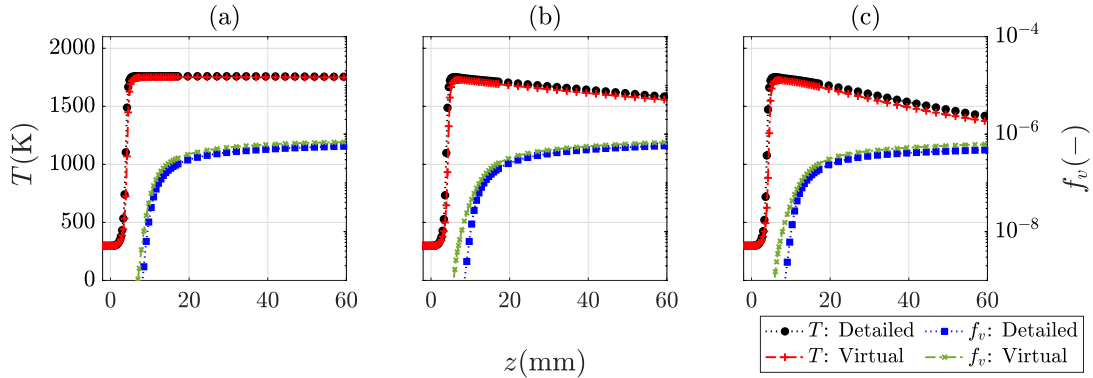 (a) (b) (c)
2000
1500
1000
500
0
T(K)
10⁻⁴
10⁻⁶
10⁻⁸
f_v(−)
0 20 40 60 0 20 40 60 0 20 40 60
z(mm)
T: Detailed f_v: Detailed
T: Virtual f_v: Virtual